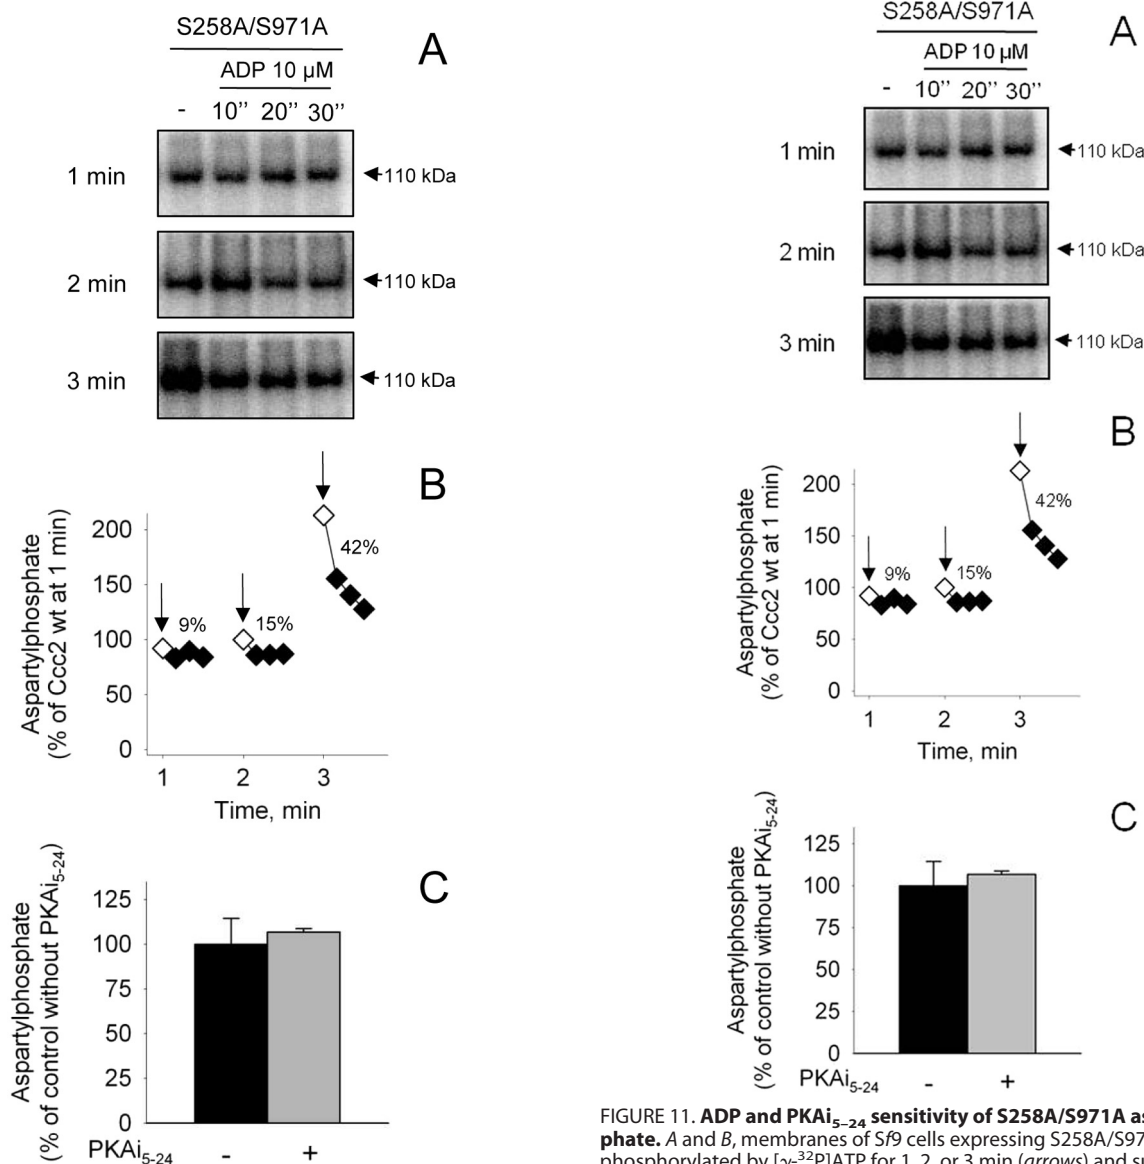 S258A/S971A
A
ADP 10 µM
- 10” 20” 30”
1 min
110 kDa
2 min
110 kDa
3 min
110 kDa
B
Aspartylphosphate
(% of Ccc2 wt at 1 min)
200
150
100
50
0
9%
15%
42%
1 2 3
Time, min
C
Aspartylphosphate
(% of control without PKAi5-24)
125
100
75
50
25
0
PKAi5-24 - +
S258A/S971A
A
ADP 10 µM
- 10” 20” 30”
1 min
110 kDa
2 min
110 kDa
3 min
110 kDa
B
Aspartylphosphate
(% of Ccc2 wt at 1 min)
200
150
100
50
0
9%
15%
42%
1 2 3
Time, min
C
Aspartylphosphate
(% of control without PKAi5-24)
125
100
75
50
25
0
PKAi5-24 - +
FIGURE 11. ADP and PKAi5–24 sensitivity of S258A/S971A as
phate. A and B, membranes of Sf9 cells expressing S258A/S97
phosphorylated by [γ-32P]ATP for 1, 2, or 3 min (arrows) and su